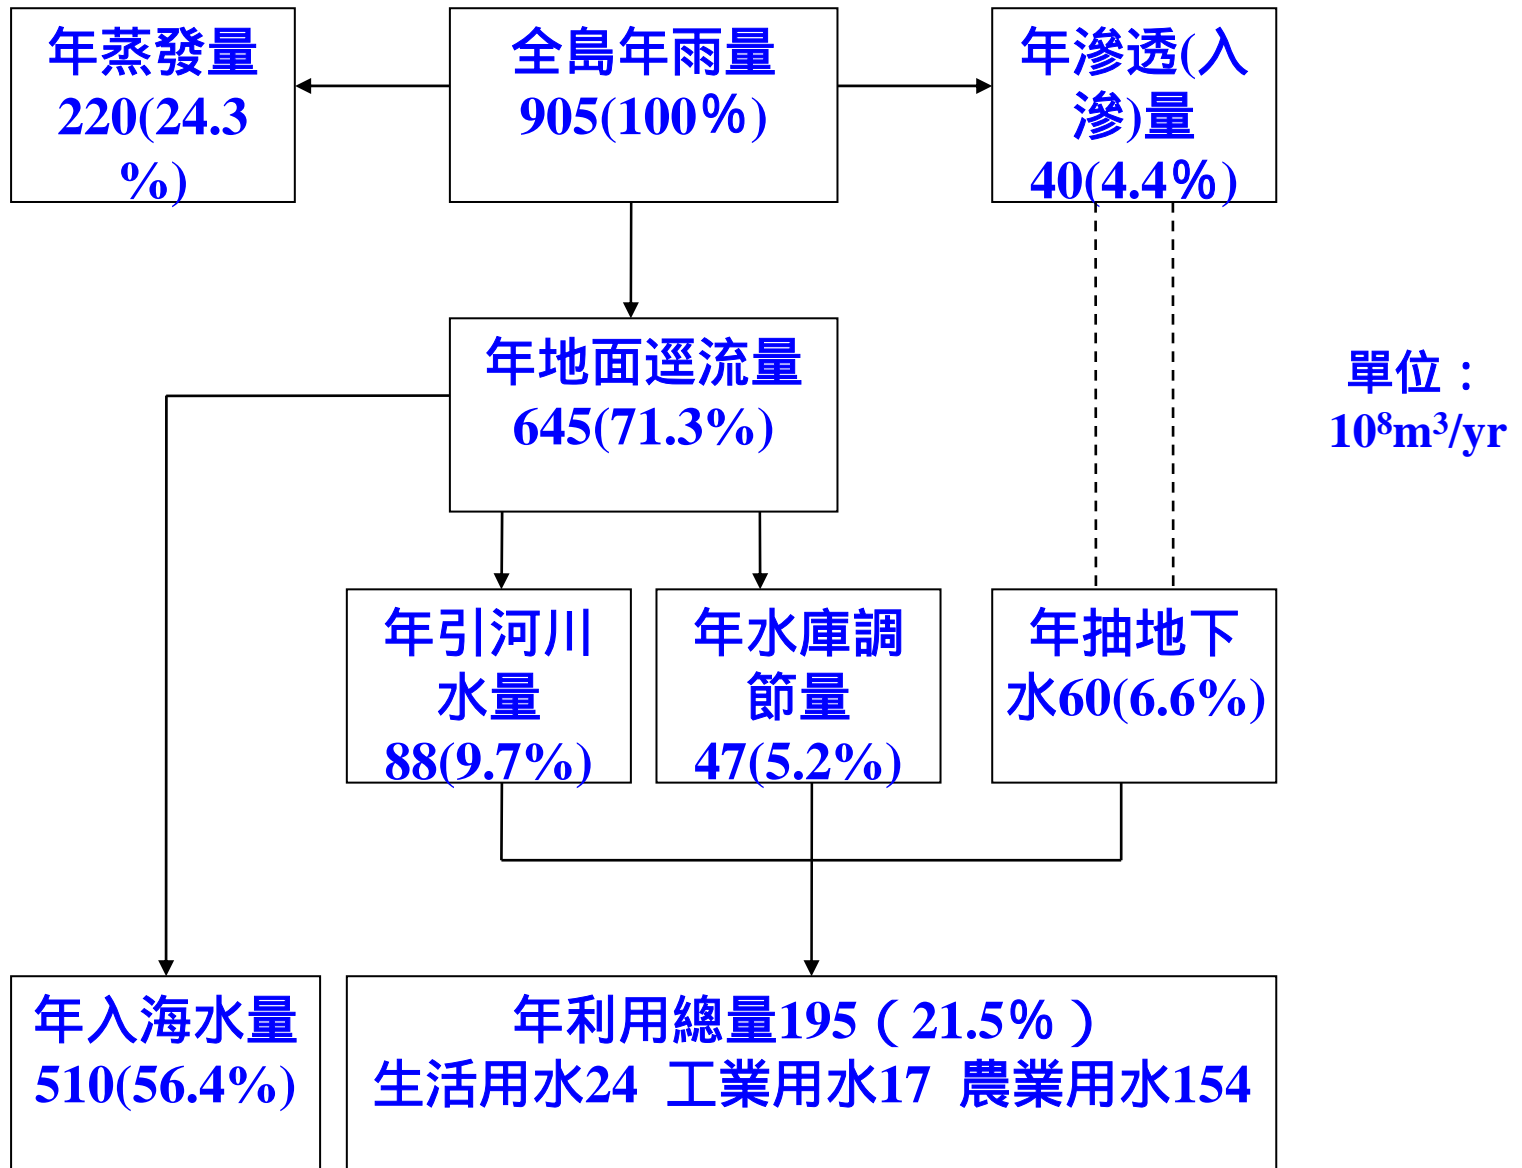 年蒸發量
220(24.3
%)
全島年雨量
905(100％)
年滲透(入
滲)量
40(4.4％)
年地面逕流量
645(71.3%)
單位：
10⁸m³/yr
年引河川
水量
88(9.7%)
年水庫調
節量
47(5.2%)
年抽地下
水60(6.6%)
年入海水量
510(56.4%)
年利用總量195（21.5％）
生活用水24 工業用水17 農業用水154